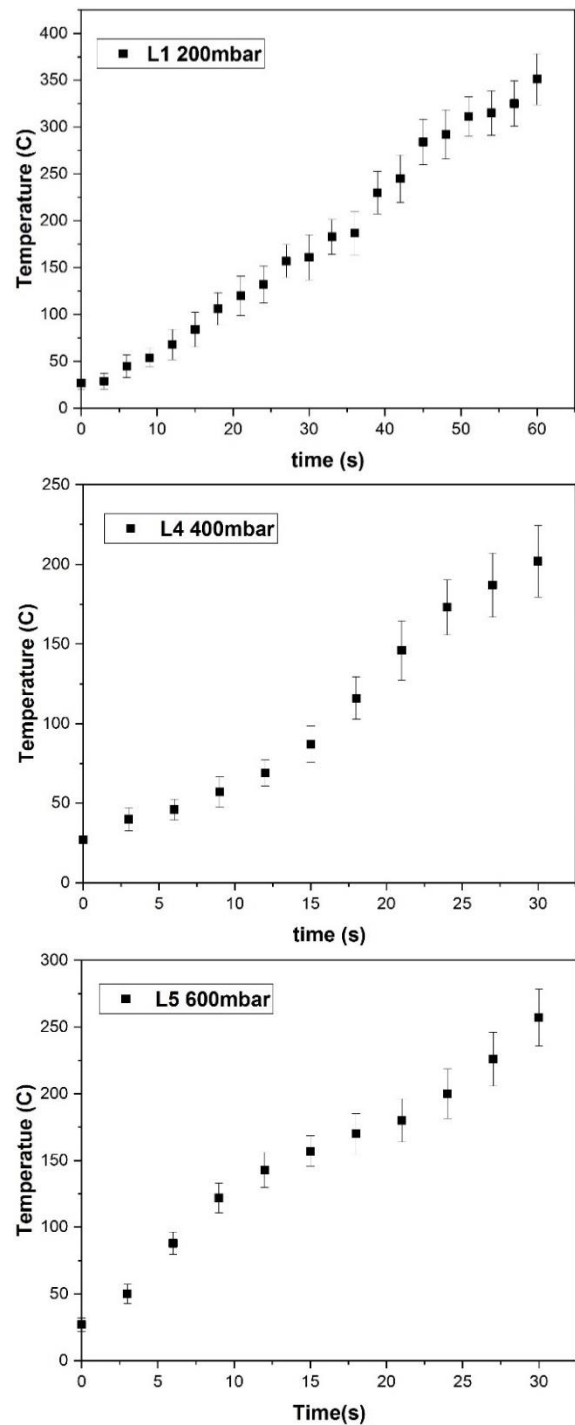 L1 200mbar
Temperature (C)
400
350
300
250
200
150
100
50
0
0 10 20 30 40 50 60
time (s)
L4 400mbar
Temperature (C)
250
200
150
100
50
0
0 5 10 15 20 25 30
time (s)
L5 600mbar
Temperatue (C)
300
250
200
150
100
50
0
0 5 10 15 20 25 30
Time(s)